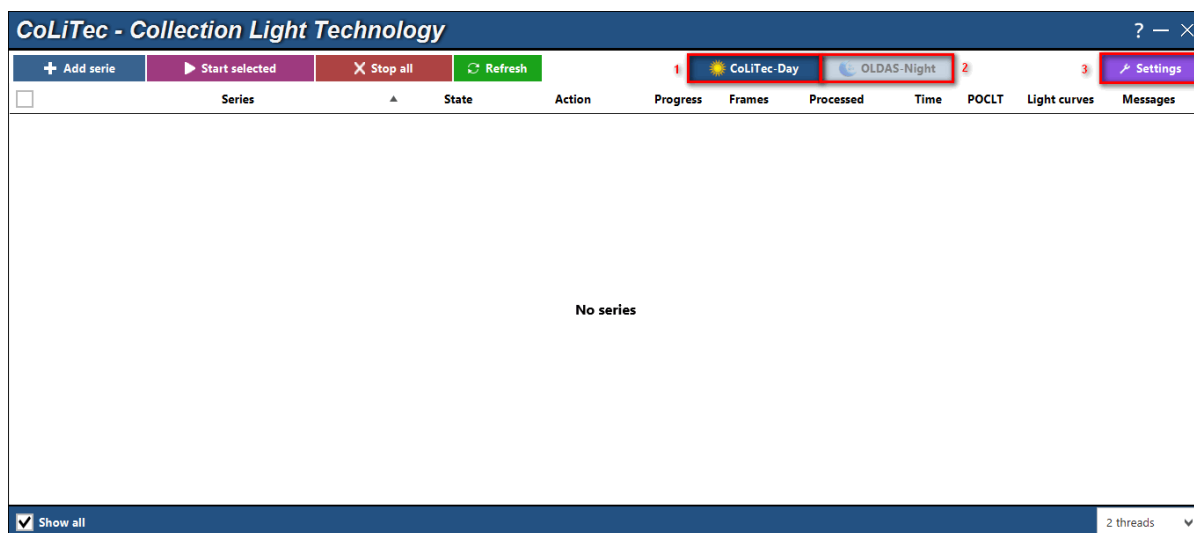 CoLiTec - Collection Light Technology ?
Add serie Start selected Stop all Refresh 1 CoLiTec-Day OLDAS-Night 2 3 Settings
Series State Action Progress Frames Processed Time POCLT Light curves Messages
No series
Show all 2 threads